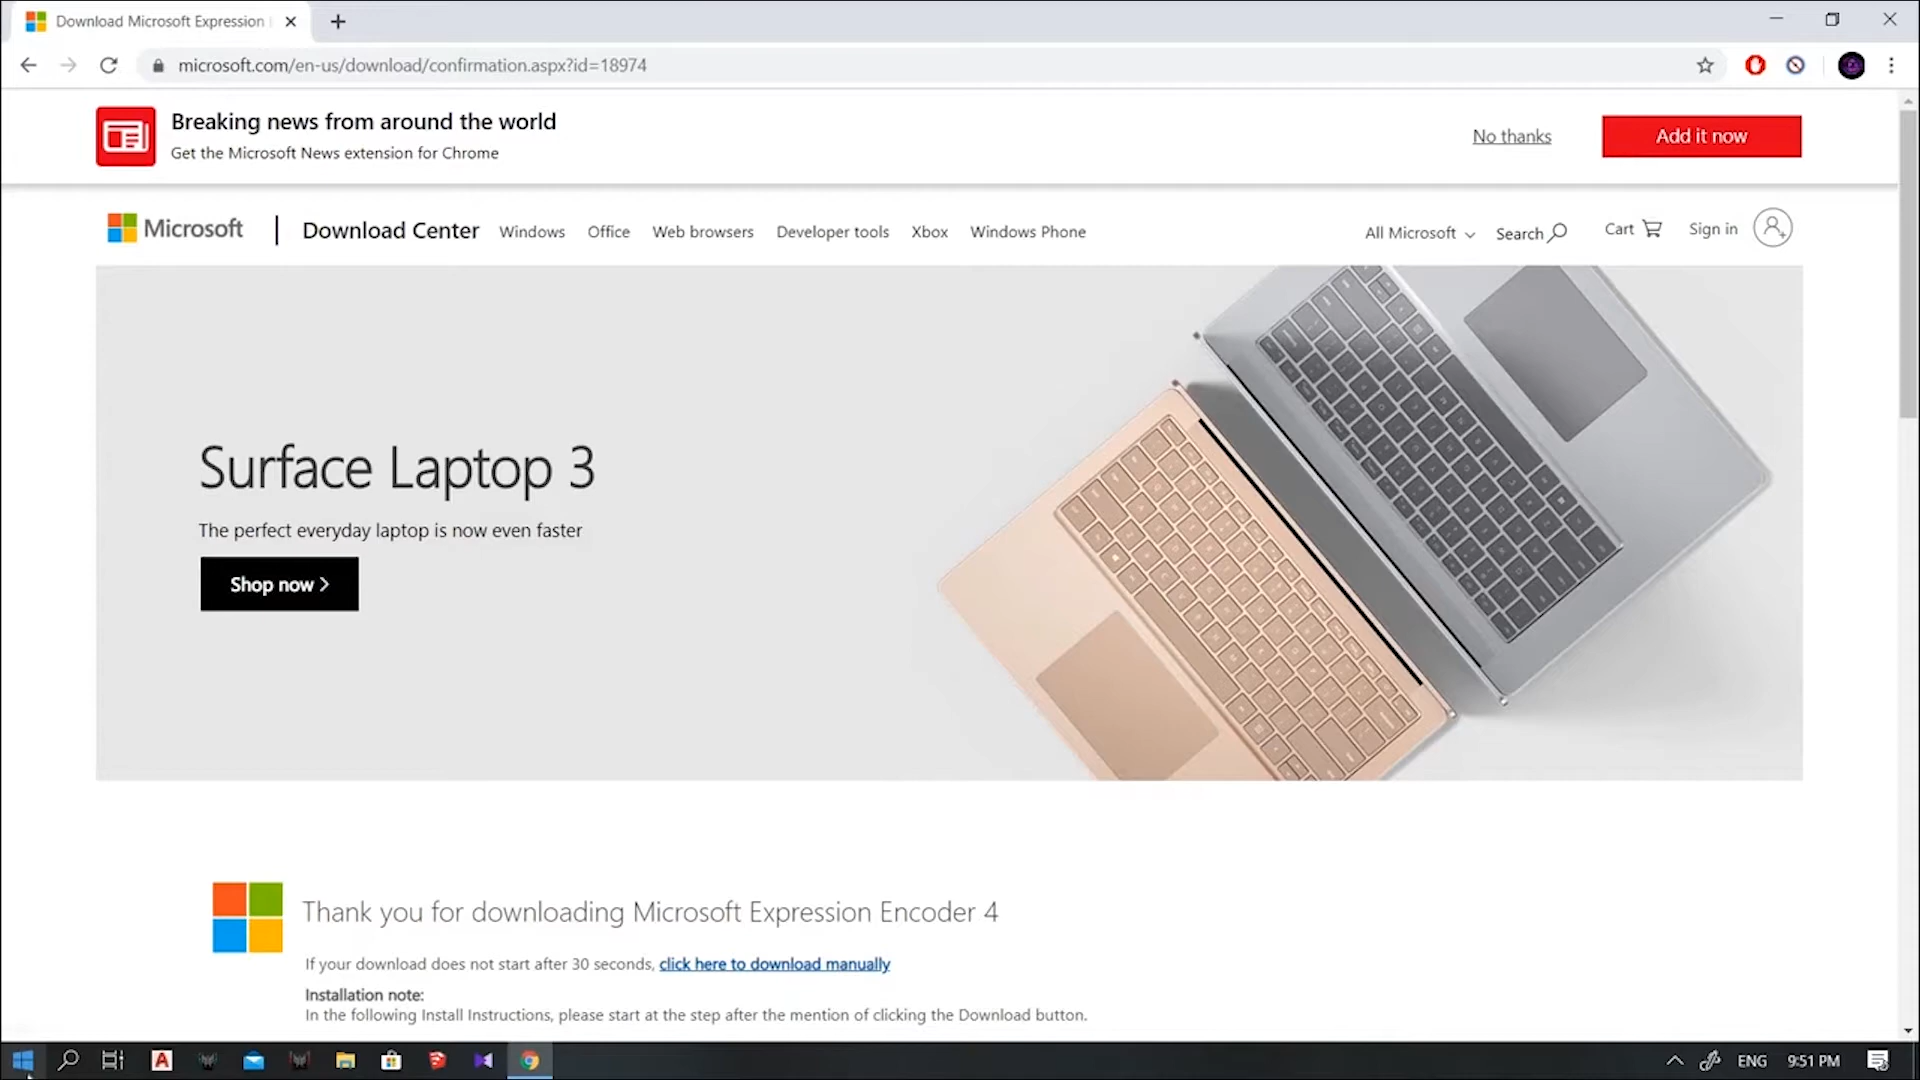 Download Microsoft Expression
microsoft.com/en-us/download/confirmation.aspx?id=18974
Breaking news from around the world
Get the Microsoft News extension for Chrome
No thanks
Add it now
Microsoft
Download Center
Windows
Office
Web browsers
Developer tools
Xbox
Windows Phone
All Microsoft
Search
Cart
Sign in
Surface Laptop 3
The perfect everyday laptop is now even faster
Shop now >
Thank you for downloading Microsoft Expression Encoder 4
If your download does not start after 30 seconds, click here to download manually
Installation note:
In the following Install Instructions, please start at the step after the mention of clicking the Download button.
ENG
9:51 PM